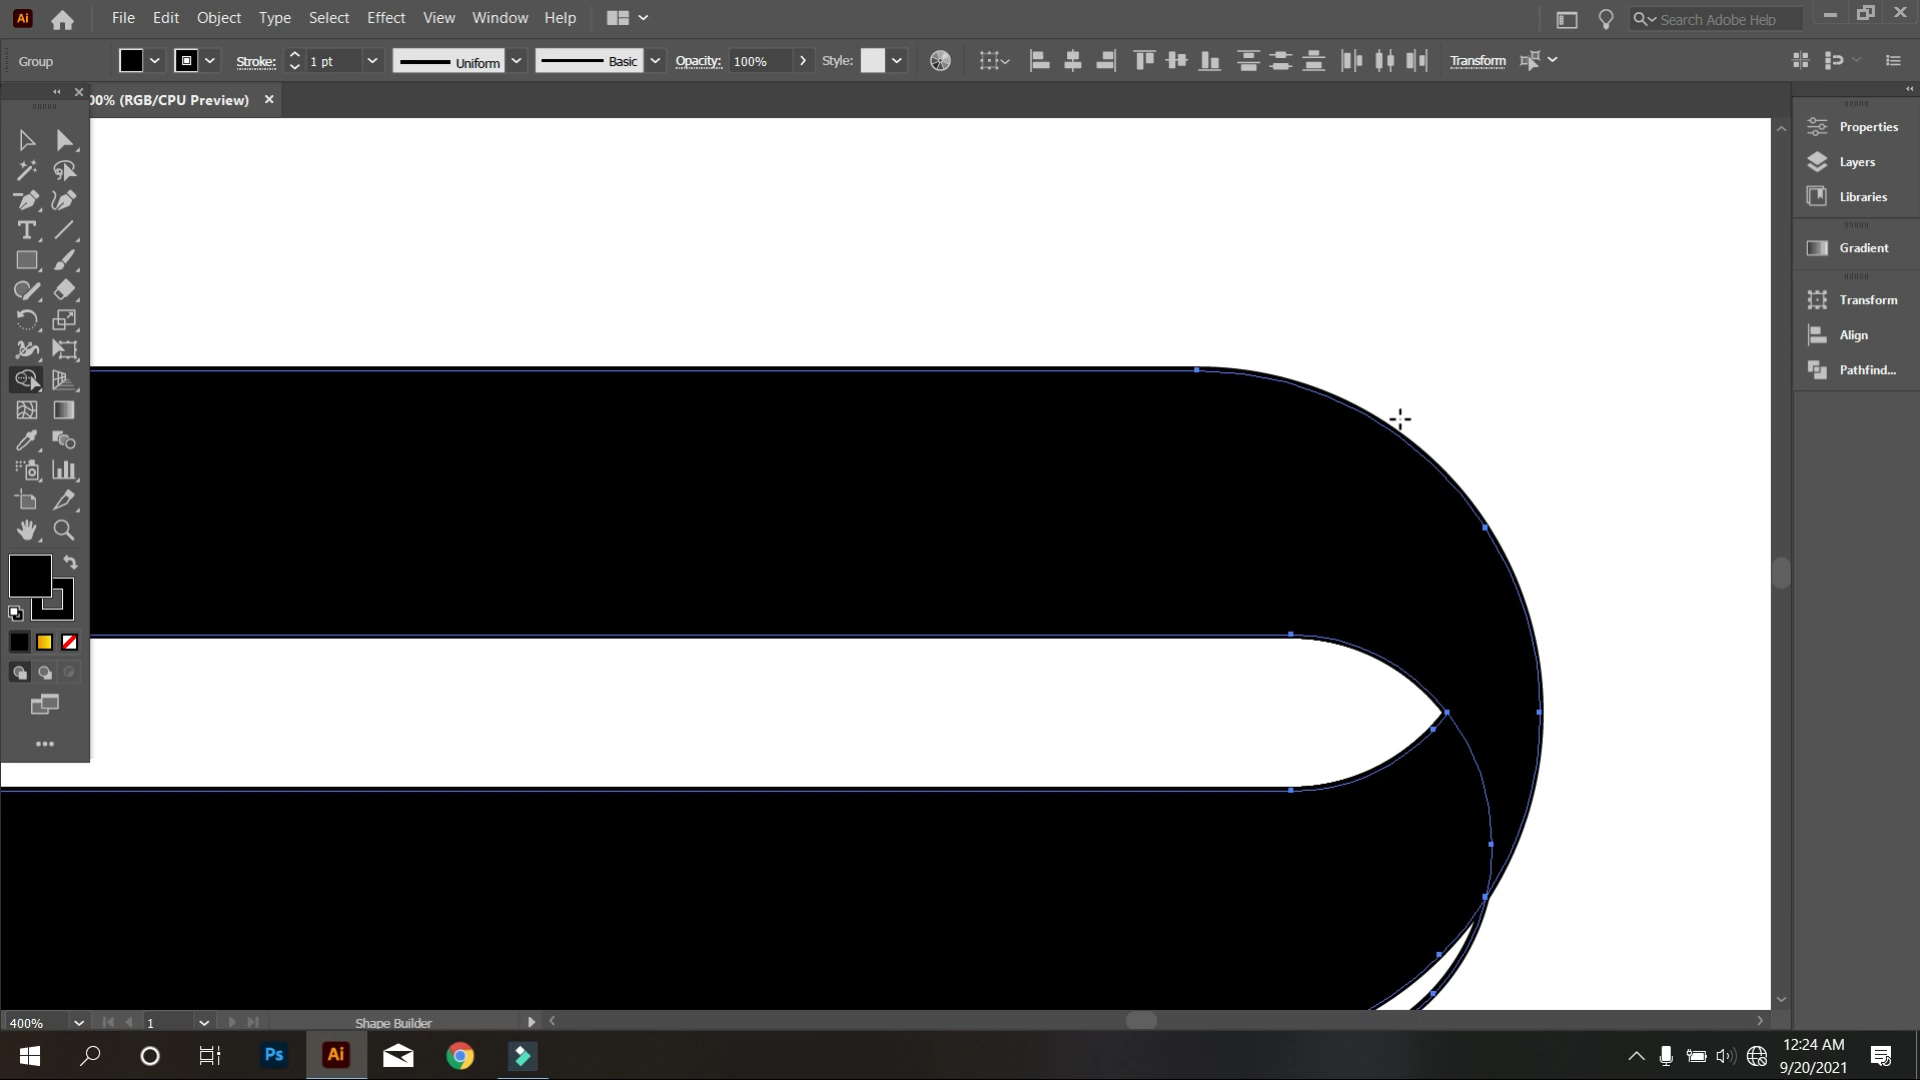 Ai File Edit Object Type Select Effect View Window Help Search Adobe Help
Group Stroke: 1 pt Uniform Basic Opacity: 100% Style: Transform
00% (RGB/CPU Preview)
Properties
Layers
Libraries
Gradient
Transform
Align
Pathfind...
T
400% 1 Shape Builder
Ps Ai
12:24 AM
9/20/2021